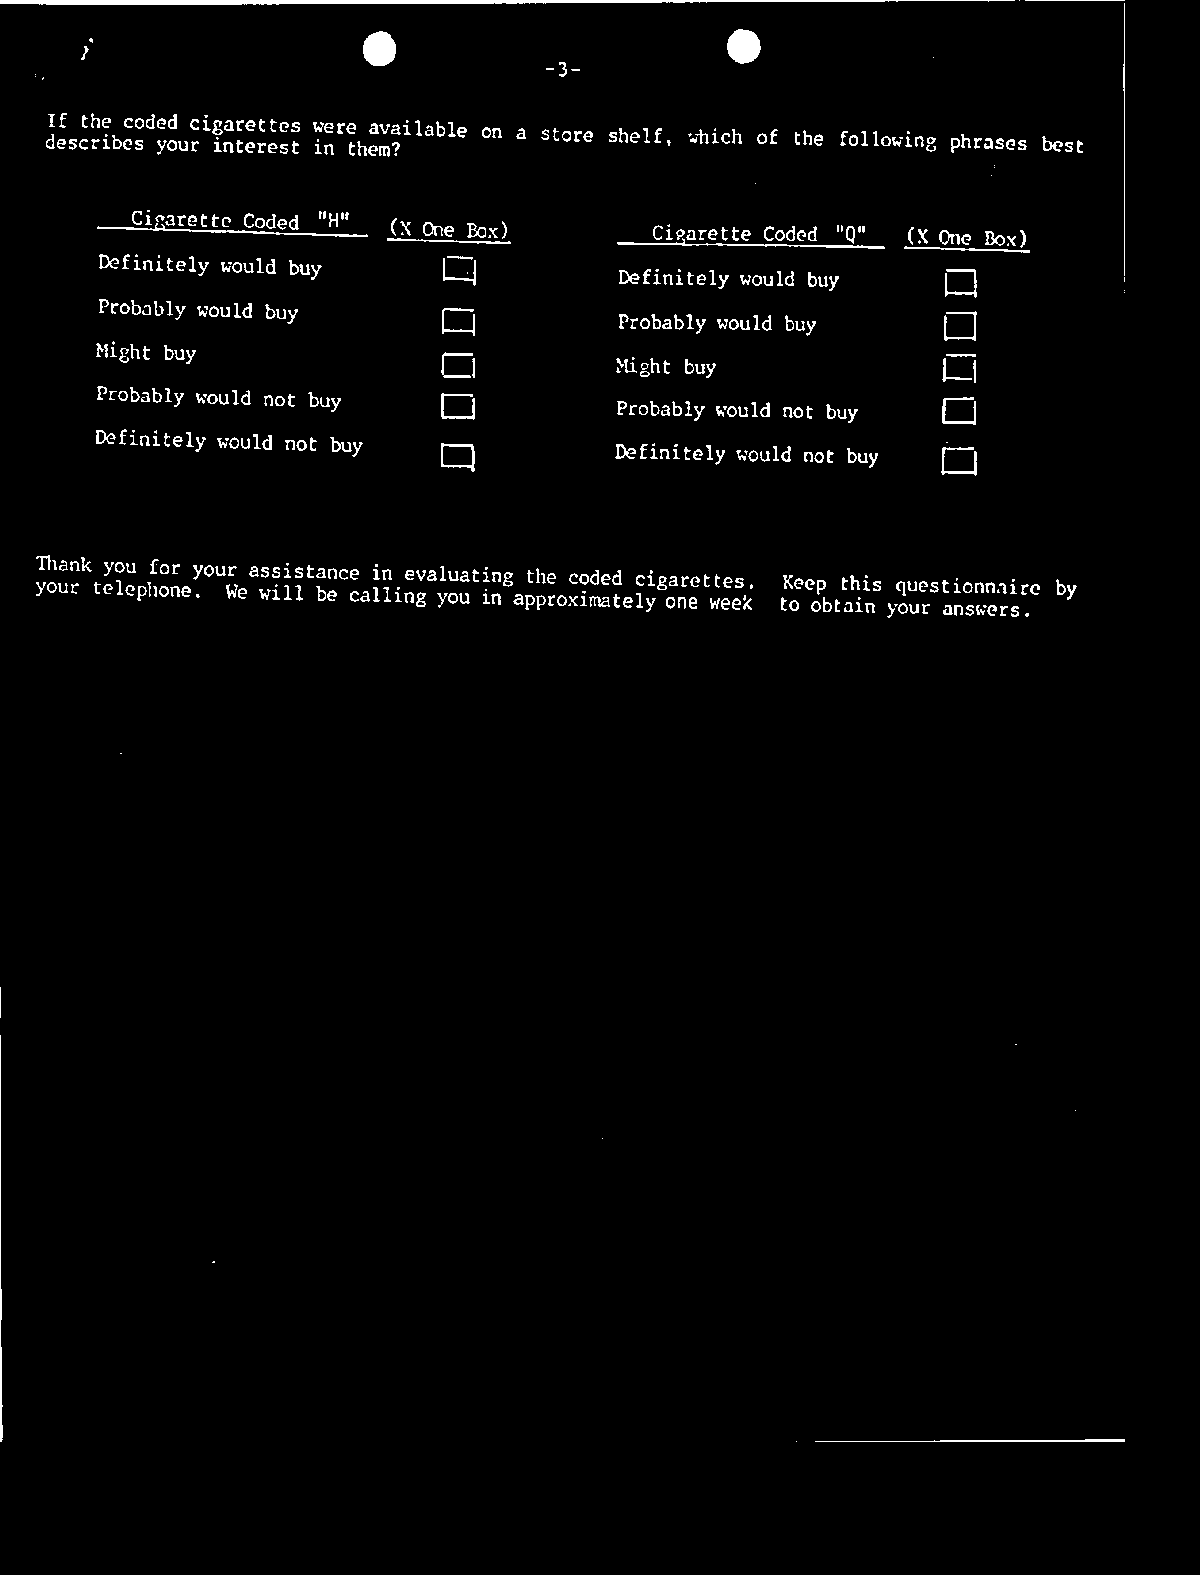 -3-
If the coded cigarettes were available on a store shelf, which of the following phrases best
describes your interest in them?
Cigarette Coded "H" (X One Box) Cigarette Coded "Q" (X One Box)
Definitely would buy Definitely would buy
Probably would buy Probably would buy
Might buy Might buy
Probably would not buy Probably would not buy
Definitely would not buy Definitely would not buy
Thank you for your assistance in evaluating the coded cigarettes. Keep this questionnaire by
your telephone. We will be calling you in approximately one week to obtain your answers.